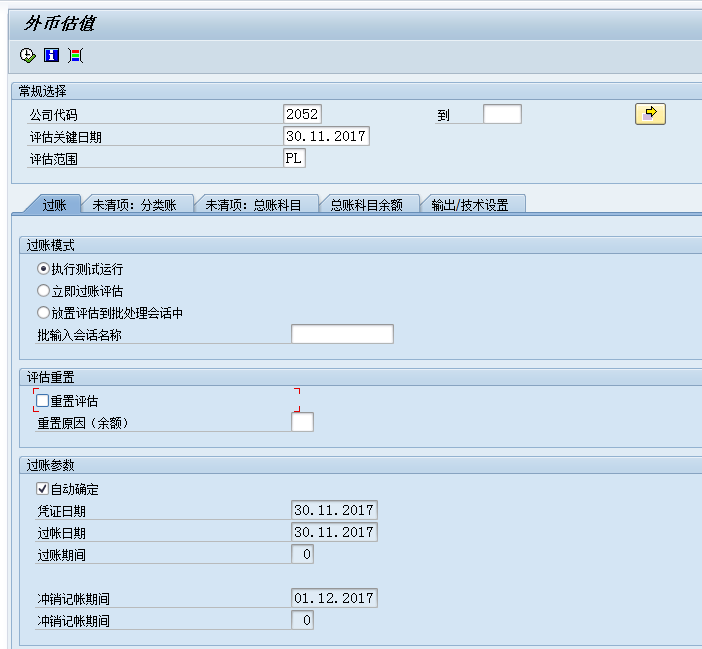 外币估值
常规选择
公司代码 2052 到
评估关键日期 30.11.2017
评估范围 PL
过账 未清项：分类账 未清项：总账科目 总账科目余额 输出/技术设置
过账模式
执行测试运行
立即过账评估
放置评估到批处理会话中
批输入会话名称
评估重置
重置评估
重置原因（余额）
过账参数
自动确定
凭证日期 30.11.2017
过帐日期 30.11.2017
过账期间 0
冲销记帐期间 01.12.2017
冲销记帐期间 0